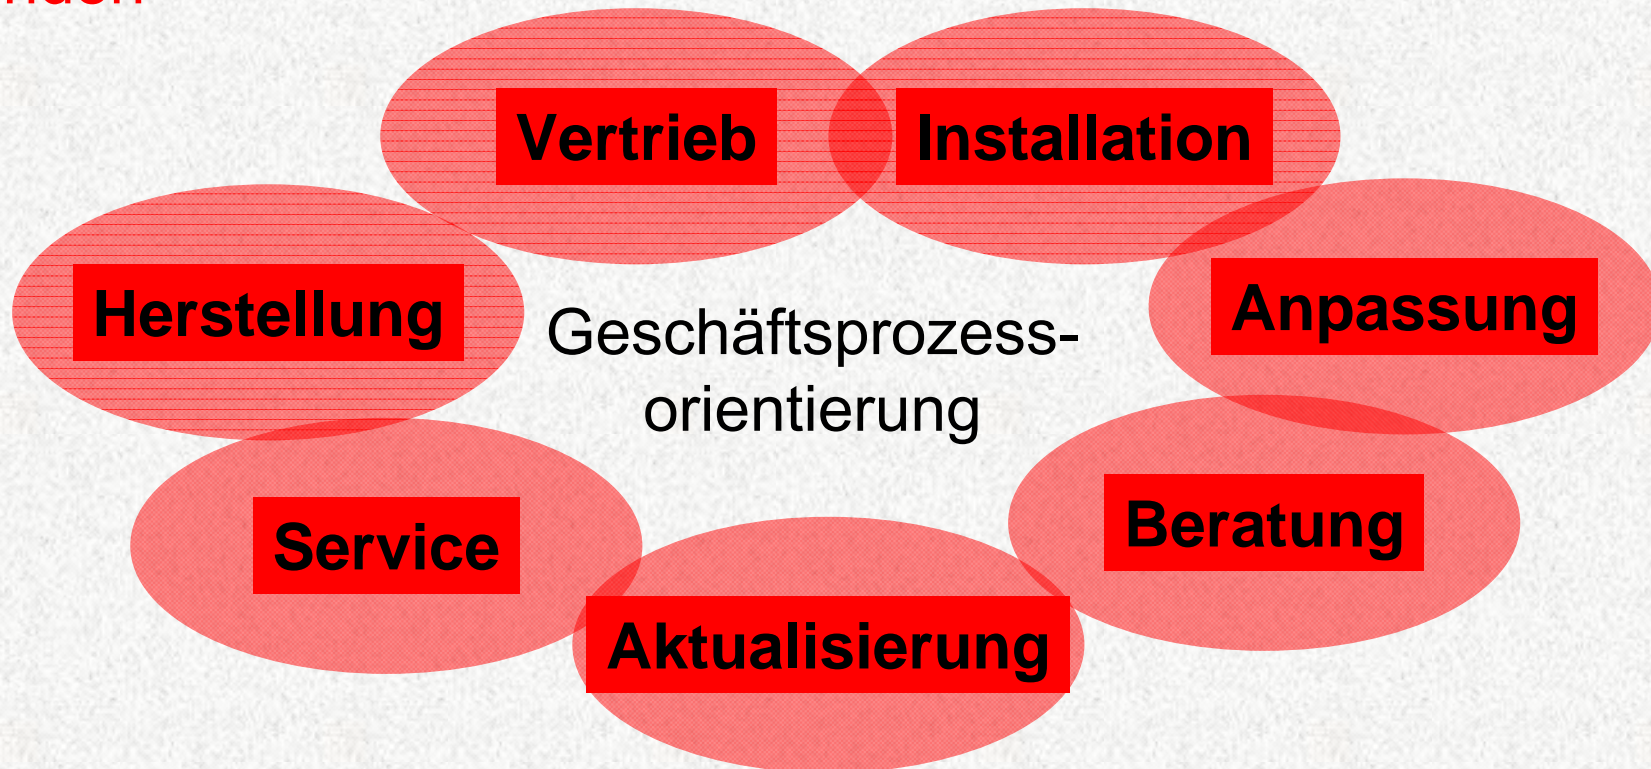 Vertrieb
Installation
Herstellung
Anpassung
Geschäftsprozess-
orientierung
Service
Beratung
Aktualisierung